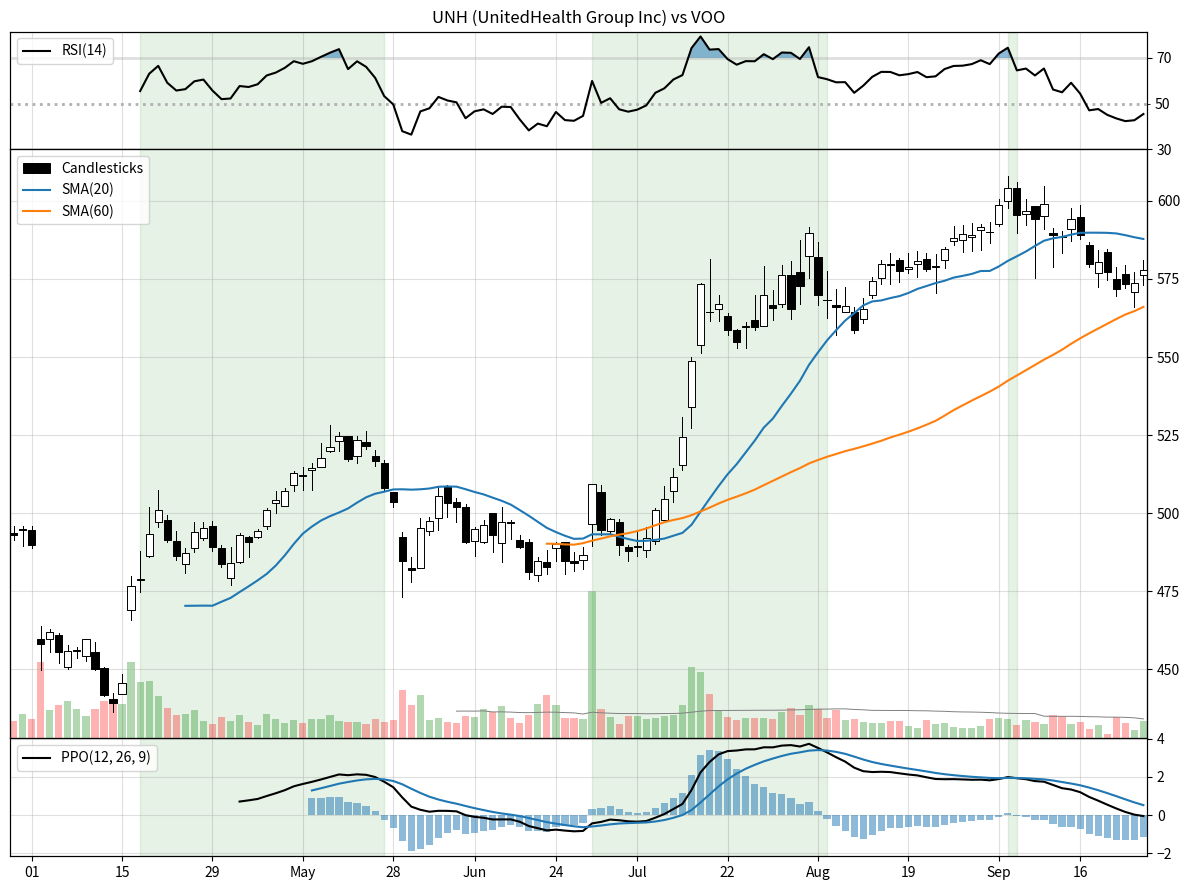 UNH (UnitedHealth Group Inc) vs VOO
RSI(14)
70
50
30
Candlesticks
SMA(20)
SMA(60)
600
575
550
525
500
475
450
PPO(12, 26, 9)
4
2
0
−2
01 15 29 May 28 Jun 24 Jul 22 Aug 19 Sep 16